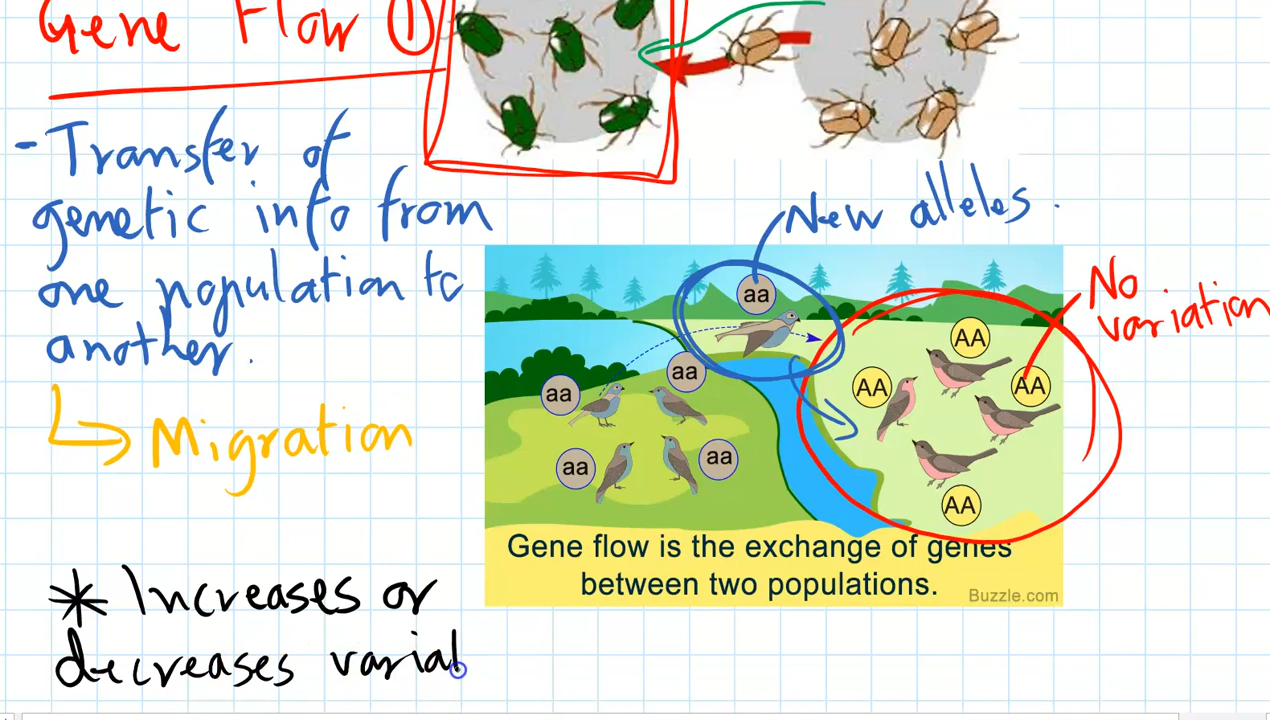 Gene Flow ①
- Transfer of
genetic info from
one population to
another.
Migration
* Increases or
decreases variat
New alleles.
No
variation
aa
aa
aa
aa
aa
AA
AA
AA
AA
Gene flow is the exchange of genes
between two populations.
Buzzle.com